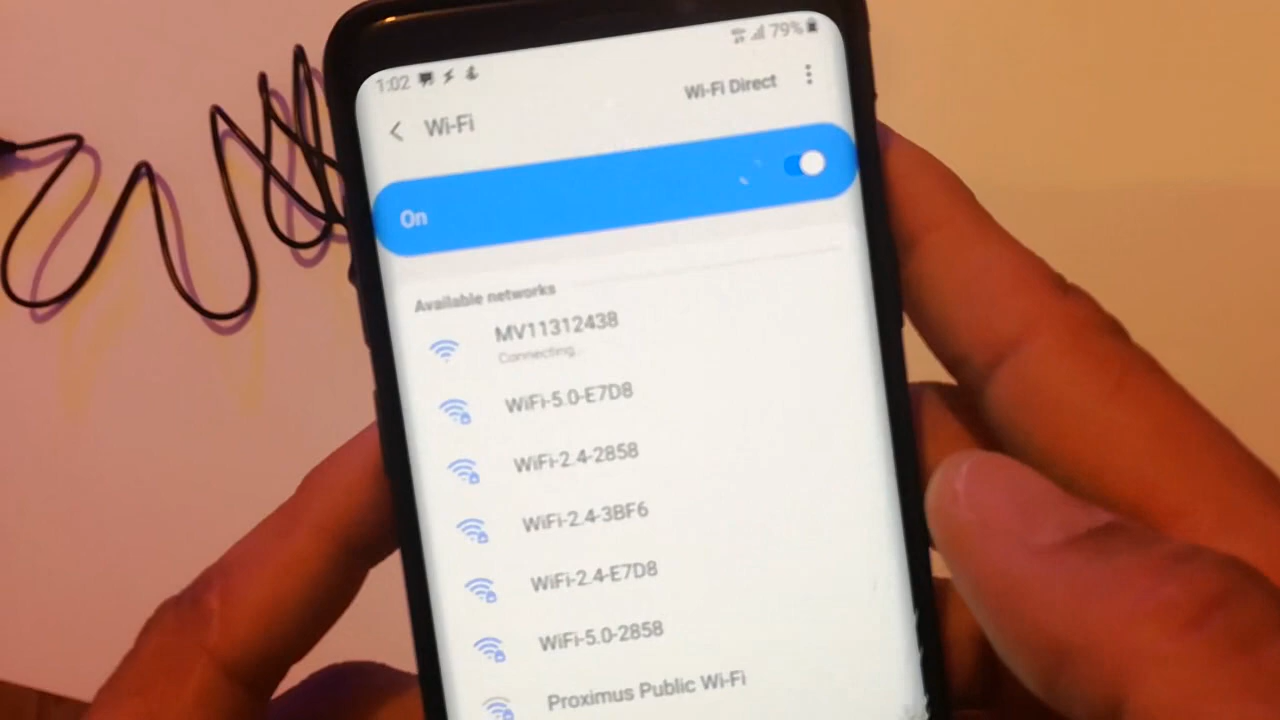 1:02 79%
Wi-Fi Direct
Wi-Fi
On
Available networks
MV11312438
Connecting...
WiFi-5.0-E7D8
WiFi-2.4-2858
WiFi-2.4-3BF6
WiFi-2.4-E7D8
WiFi-5.0-2858
Proximus Public Wi-Fi